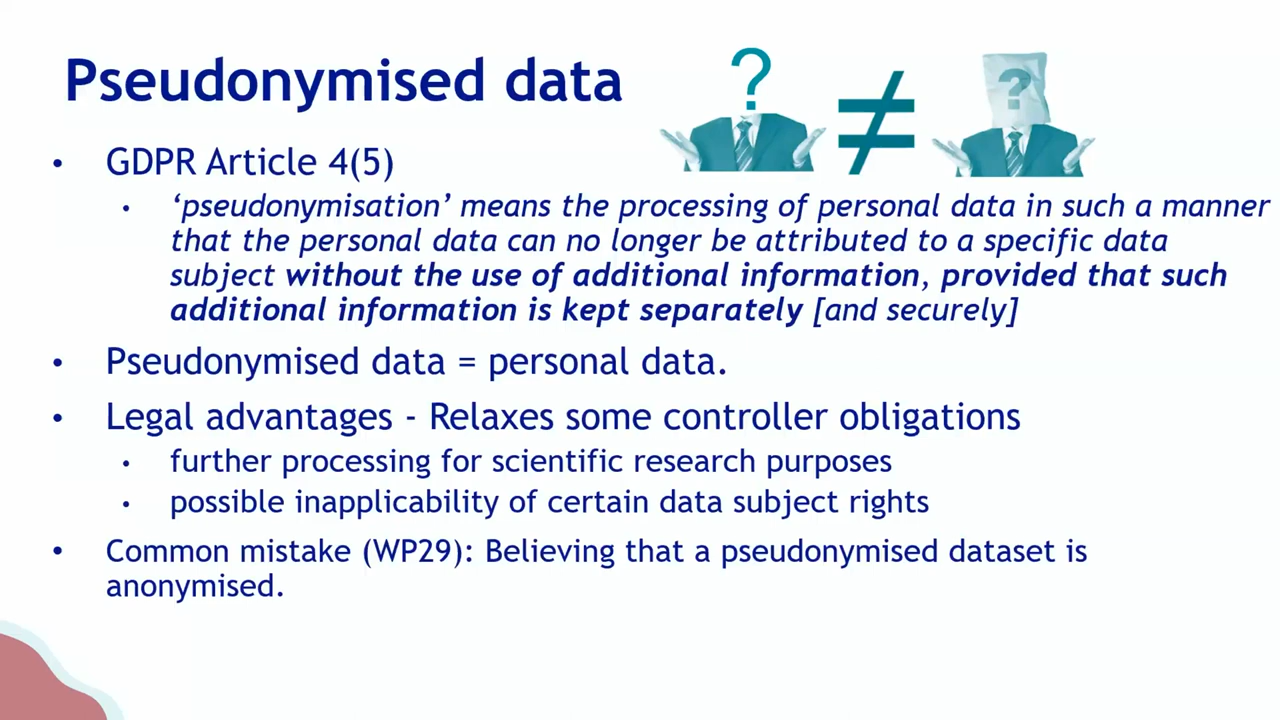 Pseudonymised data
? ≠ ?
• GDPR Article 4(5)
• ‘pseudonymisation’ means the processing of personal data in such a manner
that the personal data can no longer be attributed to a specific data
subject without the use of additional information, provided that such
additional information is kept separately [and securely]
• Pseudonymised data = personal data.
• Legal advantages - Relaxes some controller obligations
• further processing for scientific research purposes
• possible inapplicability of certain data subject rights
• Common mistake (WP29): Believing that a pseudonymised dataset is
anonymised.